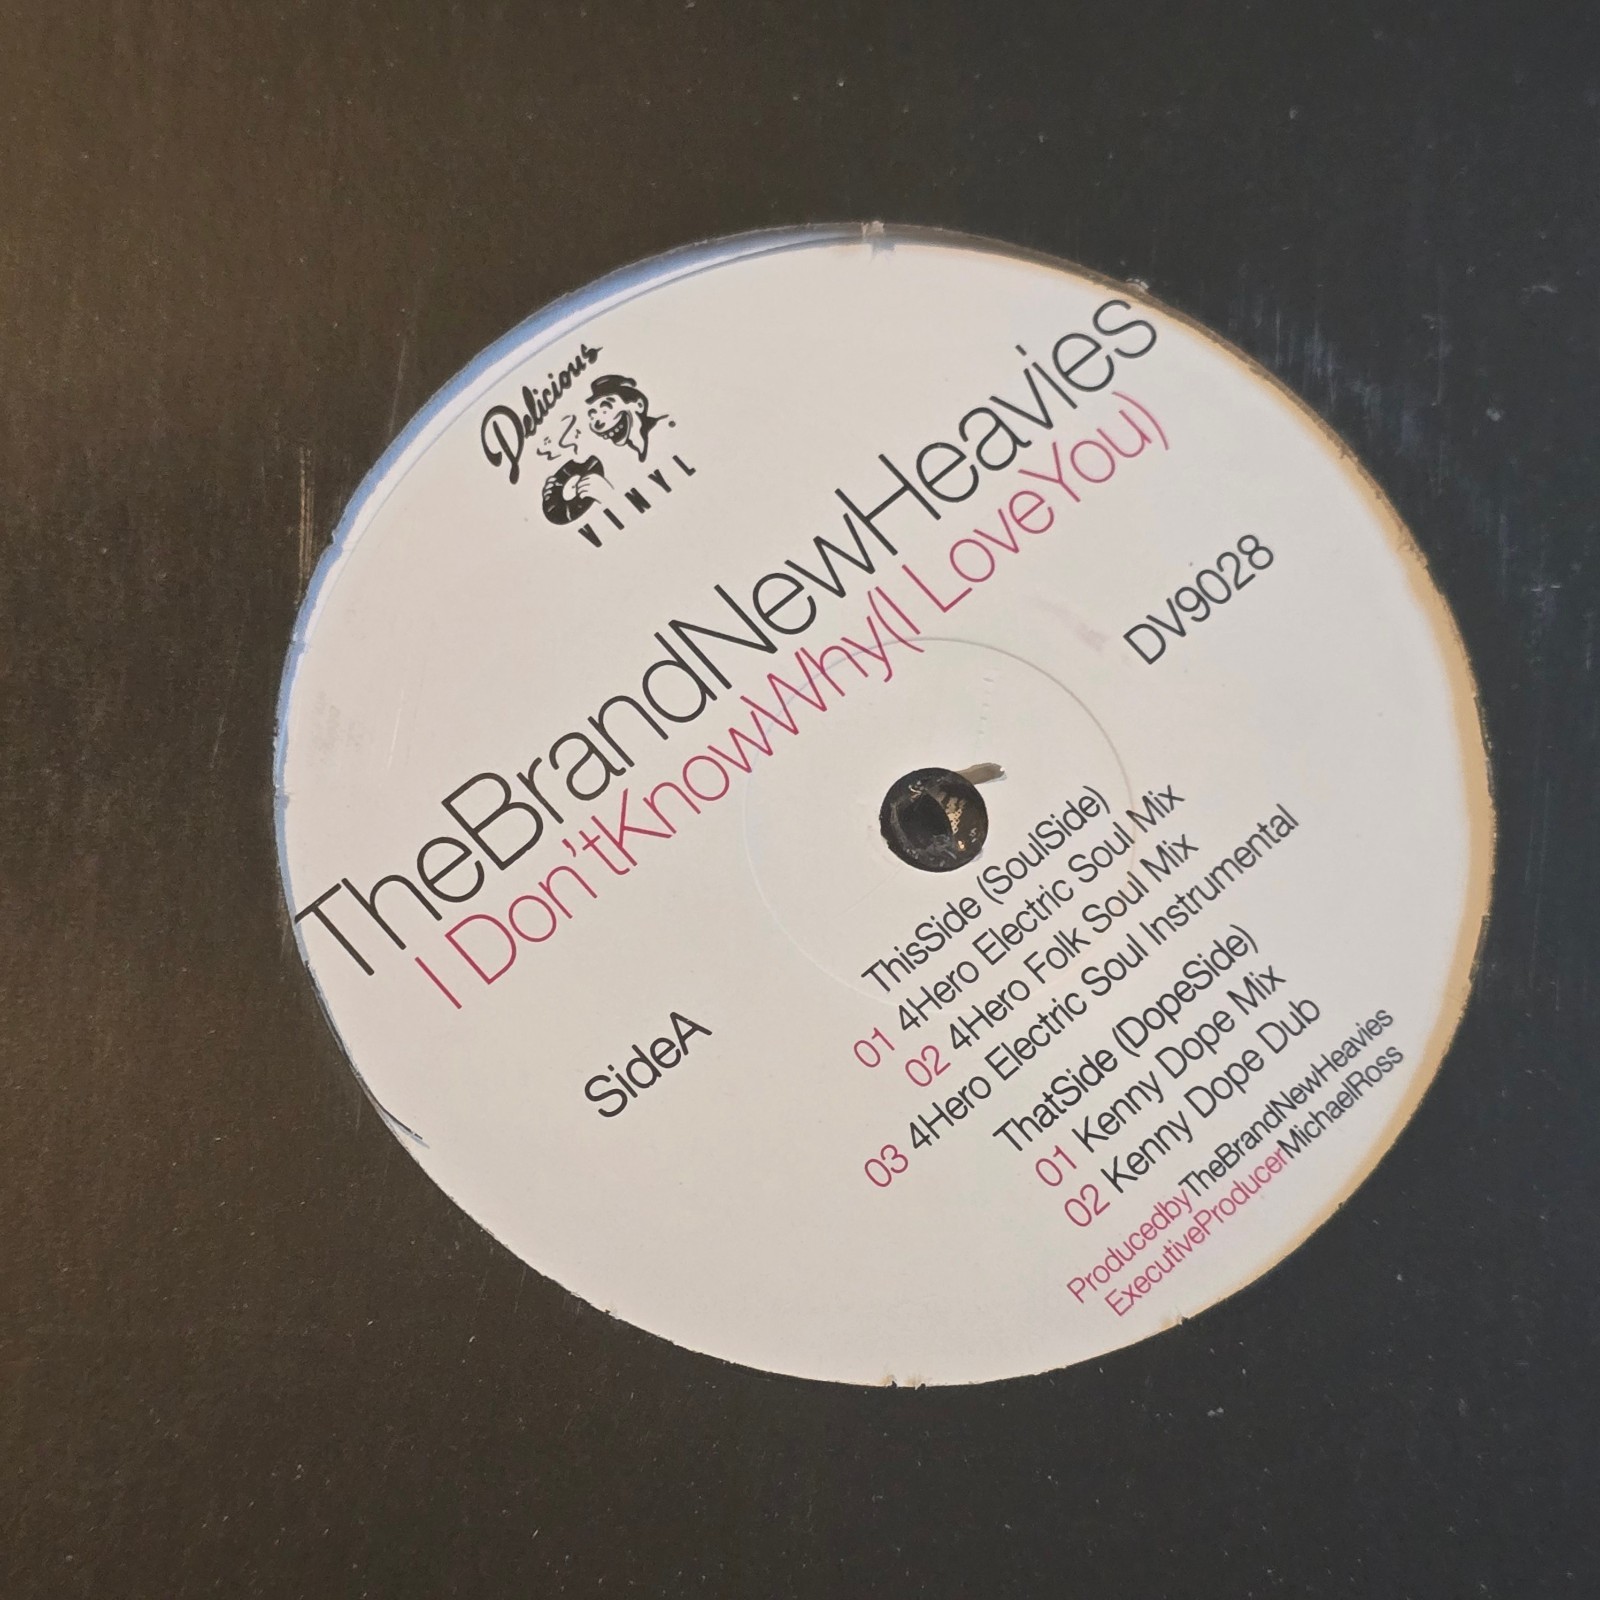 Delicious
VINYL
TheBrandNewHeavies
I Don'tKnowWhy(I LoveYou)
DV9028
SideA
ThisSide (SoulSide)
01 4Hero Electric Soul Mix
02 4Hero Folk Soul Mix
03 4Hero Electric Soul Instrumental
ThatSide (DopeSide)
01 Kenny Dope Mix
02 Kenny Dope Dub
ProducedbyTheBrandNewHeavies
ExecutiveProducerMichaelRoss